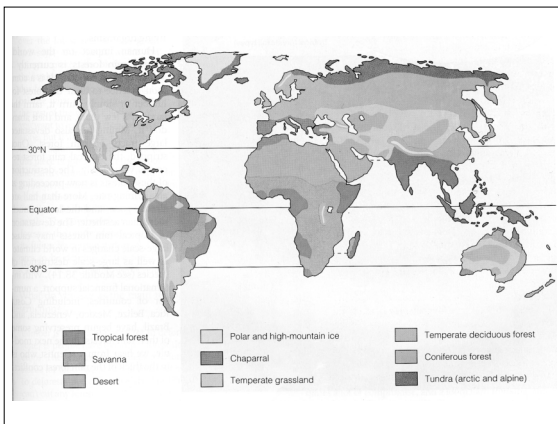 30°N
Equator
30°S
Tropical forest
Savanna
Desert
Polar and high-mountain ice
Chaparral
Temperate grassland
Temperate deciduous forest
Coniferous forest
Tundra (arctic and alpine)